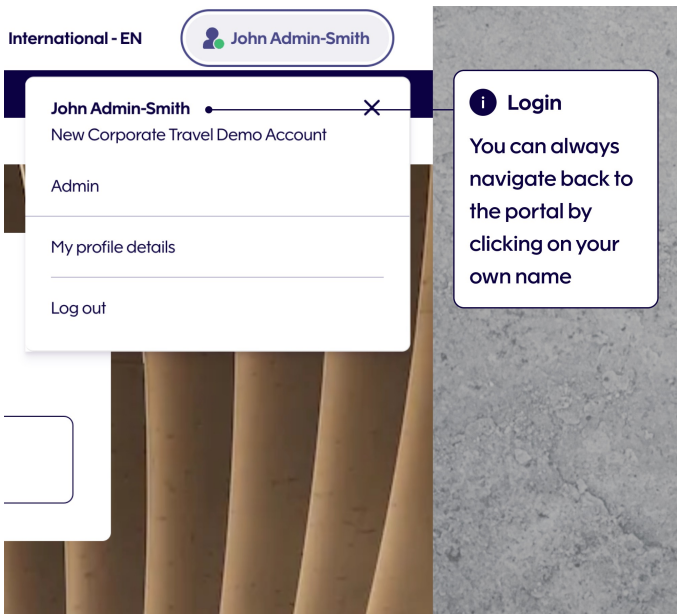 International - EN
John Admin-Smith
John Admin-Smith
New Corporate Travel Demo Account
Admin
My profile details
Log out
i Login
You can always
navigate back to
the portal by
clicking on your
own name